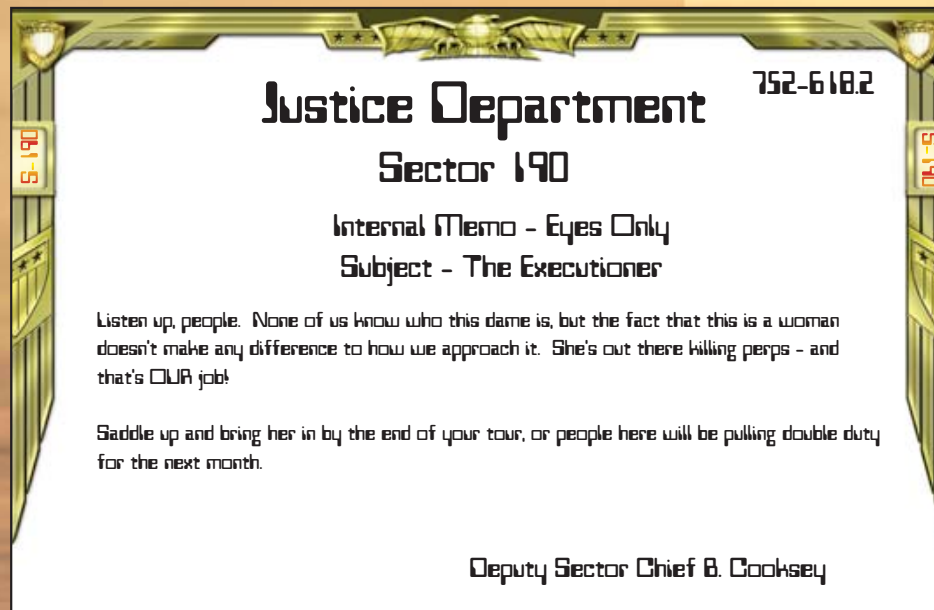 752-618.2
Justice Department
Sector 190
S-190
S-190
Internal Memo - Eyes Only
Subject - The Executioner
Listen up, people. None of us know who this dame is, but the fact that this is a woman
doesn't make any difference to how we approach it. She's out there killing perps - and
that's OUR job!
Saddle up and bring her in by the end of your tour, or people here will be pulling double duty
for the next month.
Deputy Sector Chief B. Cooksey